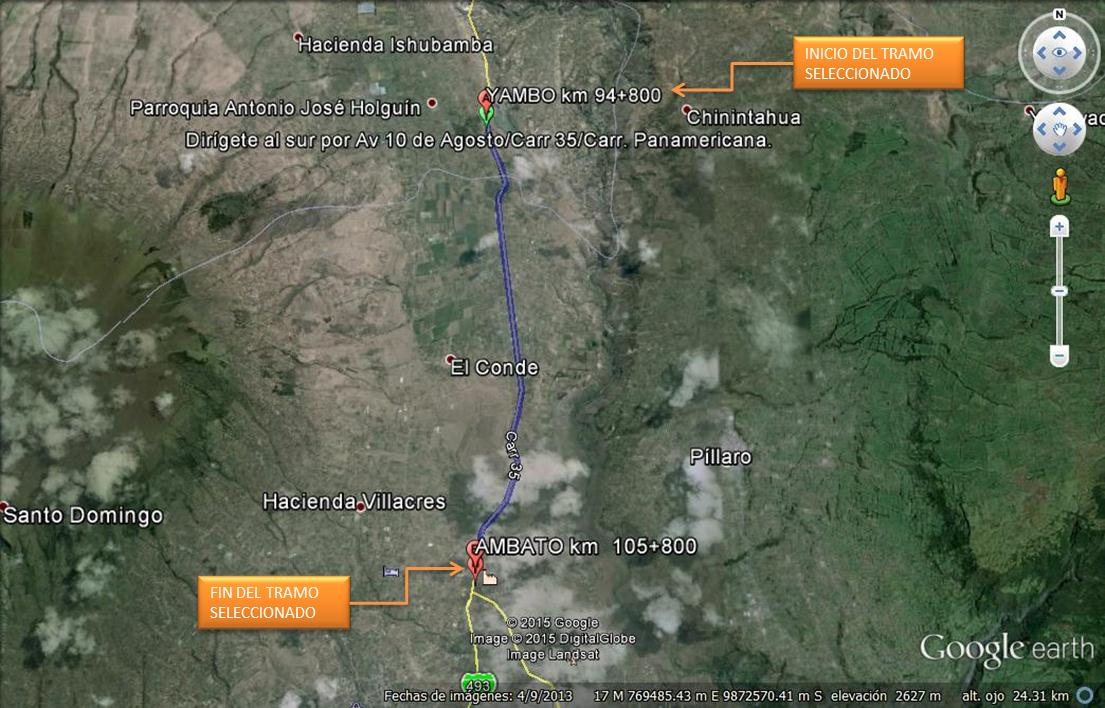 N
Hacienda Ishubamba
INICIO DEL TRAMO
SELECCIONADO
YAMBO km 94+800
Parroquia Antonio José Holguín
Chinintahua
Dirígete al sur por Av 10 de Agosto/Carr 35/Carr. Panamericana.
El Conde
Carr 35
Píllaro
Hacienda Villacres
Santo Domingo
AMBATO km 105+800
FIN DEL TRAMO
SELECCIONADO
© 2015 Google
Image © 2015 DigitalGlobe
Image Landsat
Google earth
493
Fechas de imágenes: 4/9/2013 17 M 769485.43 m E 9872570.41 m S elevación 2627 m alt. ojo 24.31 km